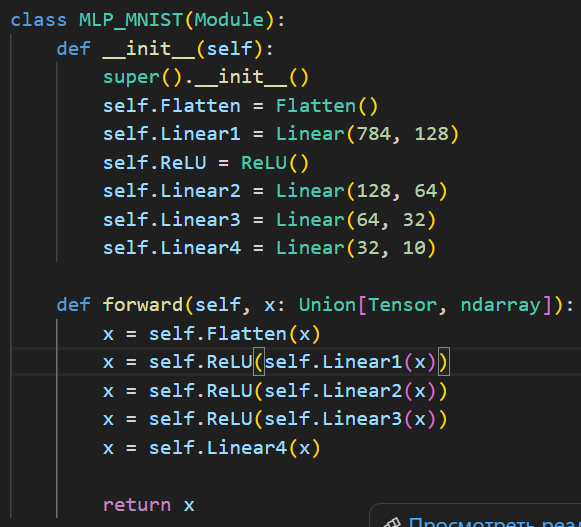 class MLP_MNIST(Module):
    def __init__(self):
        super().__init__()
        self.Flatten = Flatten()
        self.Linear1 = Linear(784, 128)
        self.ReLU = ReLU()
        self.Linear2 = Linear(128, 64)
        self.Linear3 = Linear(64, 32)
        self.Linear4 = Linear(32, 10)

    def forward(self, x: Union[Tensor, ndarray]):
        x = self.Flatten(x)
        x = self.ReLU(self.Linear1(x))
        x = self.ReLU(self.Linear2(x))
        x = self.ReLU(self.Linear3(x))
        x = self.Linear4(x)

        return x
Просмотреть